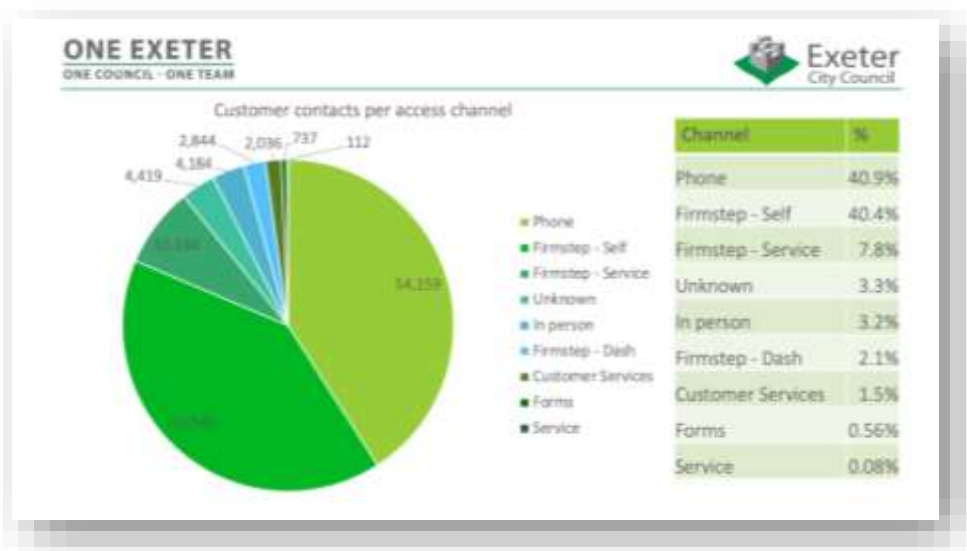 ONE EXETER
ONE COUNCIL · ONE TEAM
Exeter
City Council
Customer contacts per access channel
2,844
2,036
737
112
4,184
4,419
54,159
Phone
Firmstep - Self
Firmstep - Service
Unknown
In person
Firmstep - Dash
Customer Services
Forms
Service
Channel %
Phone 40.9%
Firmstep - Self 40.4%
Firmstep - Service 7.8%
Unknown 3.3%
In person 3.2%
Firmstep - Dash 2.1%
Customer Services 1.5%
Forms 0.56%
Service 0.08%